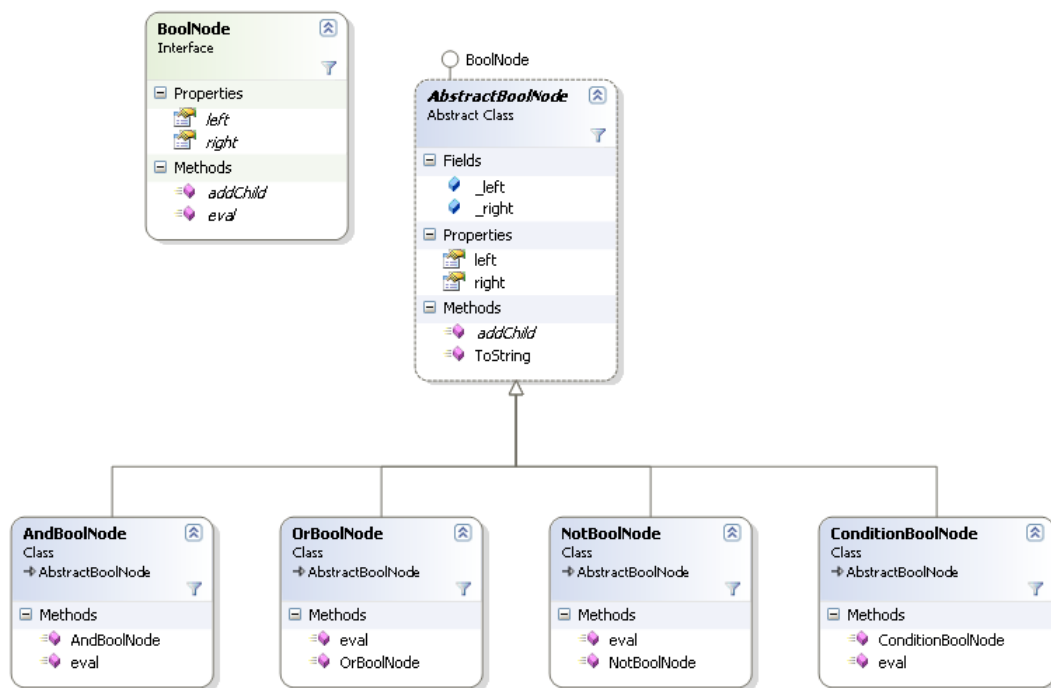 BoolNode
Interface
Properties
left
right
Methods
addChild
eval
BoolNode
AbstractBoolNode
Abstract Class
Fields
_left
_right
Properties
left
right
Methods
addChild
ToString
AndBoolNode
Class
AbstractBoolNode
Methods
AndBoolNode
eval
OrBoolNode
Class
AbstractBoolNode
Methods
eval
OrBoolNode
NotBoolNode
Class
AbstractBoolNode
Methods
eval
NotBoolNode
ConditionBoolNode
Class
AbstractBoolNode
Methods
ConditionBoolNode
eval